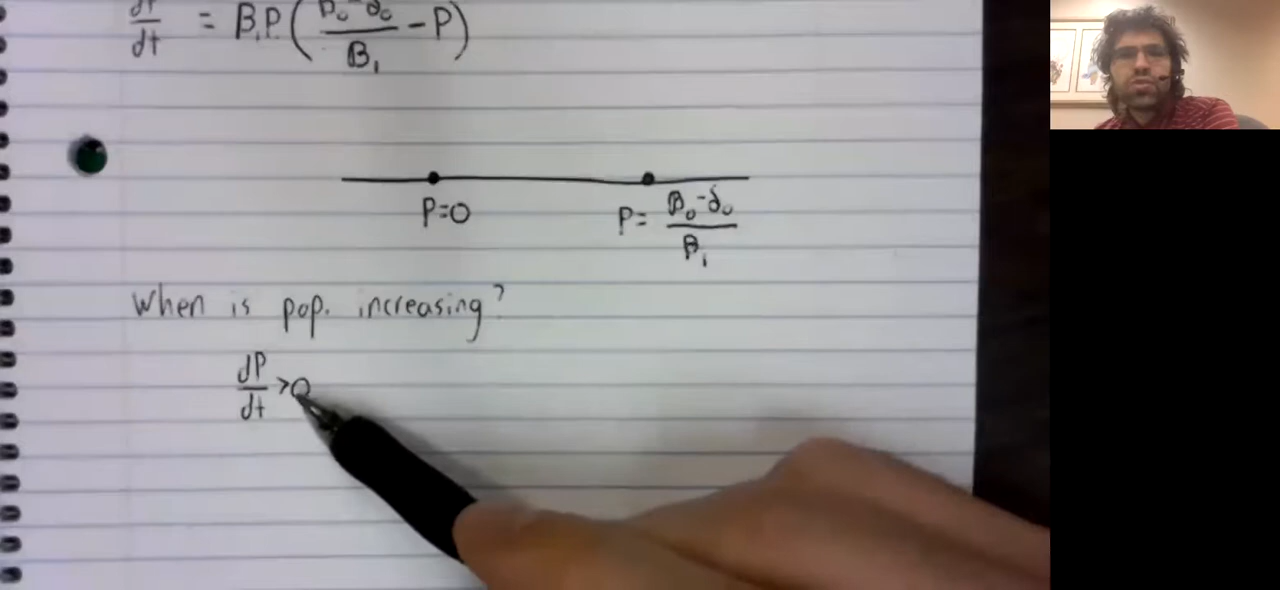 dP/dt = β₁P ( (β₀-δ₀)/β₁ - P )
P=0 P= (β₀-δ₀)/β₁
When is pop. increasing?
dP/dt >0